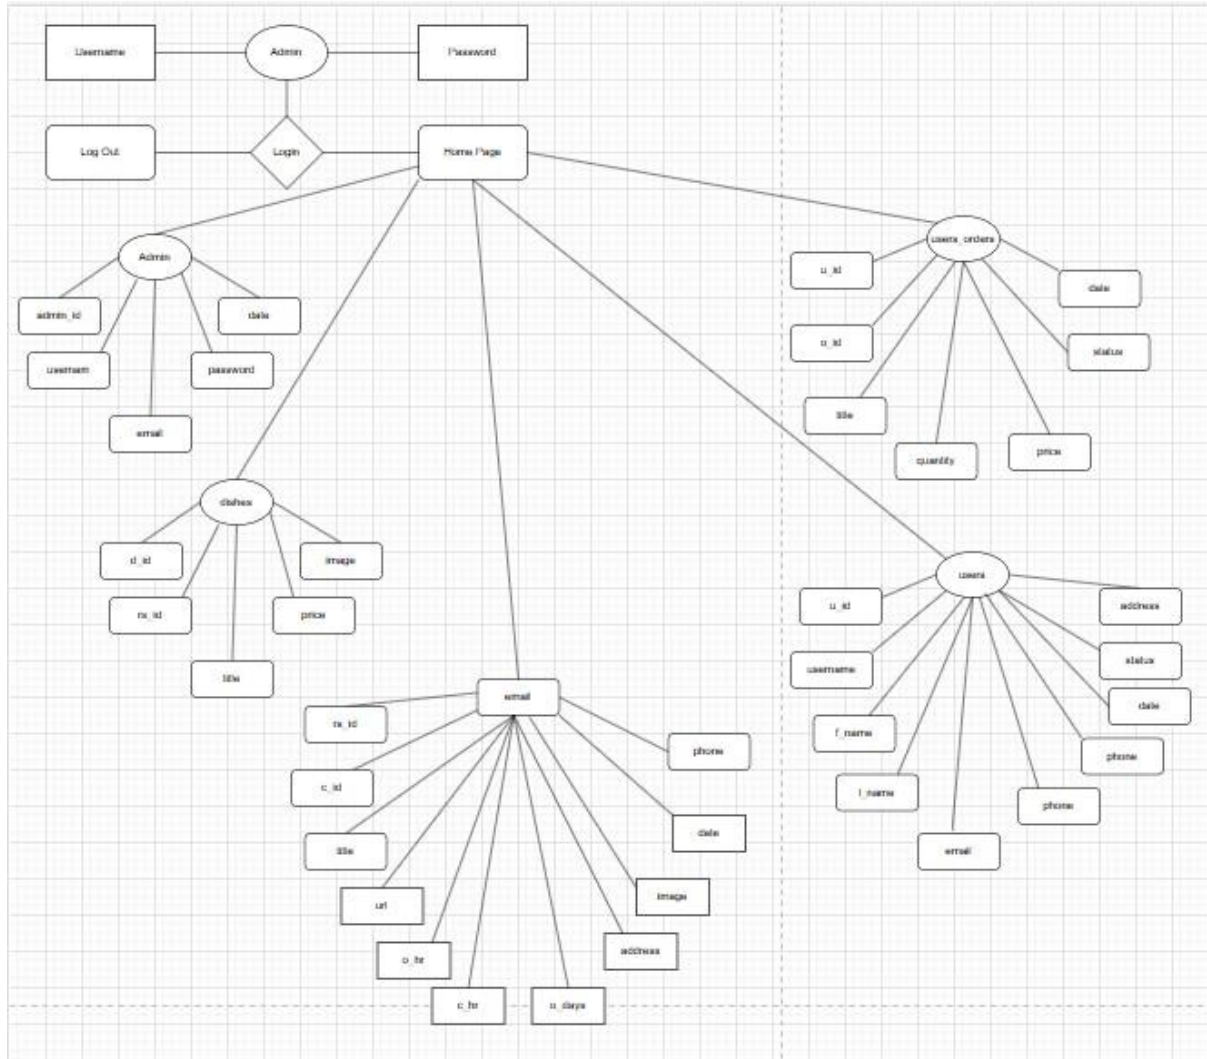 Username
Admin
Password
Log Out
Login
Home Page
Admin
admin_id
date
usernam
password
email
dishes
d_id
image
rs_id
price
title
email
rs_id
phone
c_id
date
title
image
url
address
o_hr
c_hr
o_days
users_orders
u_id
date
o_id
status
title
price
quantity
users
u_id
address
username
status
date
f_name
phone
l_name
phone
email